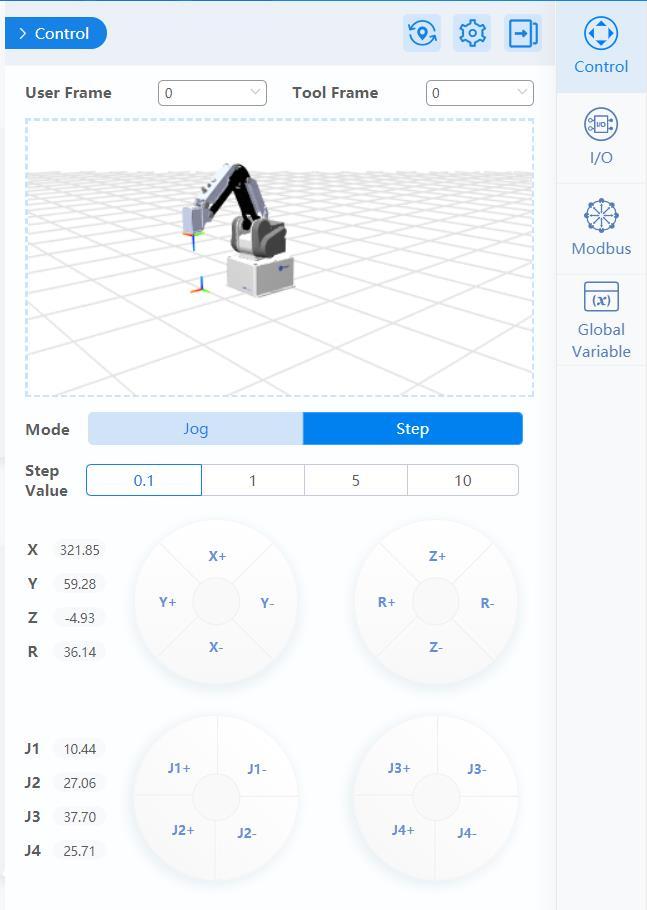 Control
User Frame 0 Tool Frame 0
Control
I/O
I/O
Modbus
(x)
Global
Variable
Mode Jog Step
Step
Value 0.1 1 5 10
X 321.85
Y 59.28
Z -4.93
R 36.14
X+
Y+ Y-
X-
Z+
R+ R-
Z-
J1 10.44
J2 27.06
J3 37.70
J4 25.71
J1+ J1-
J2+ J2-
J3+ J3-
J4+ J4-